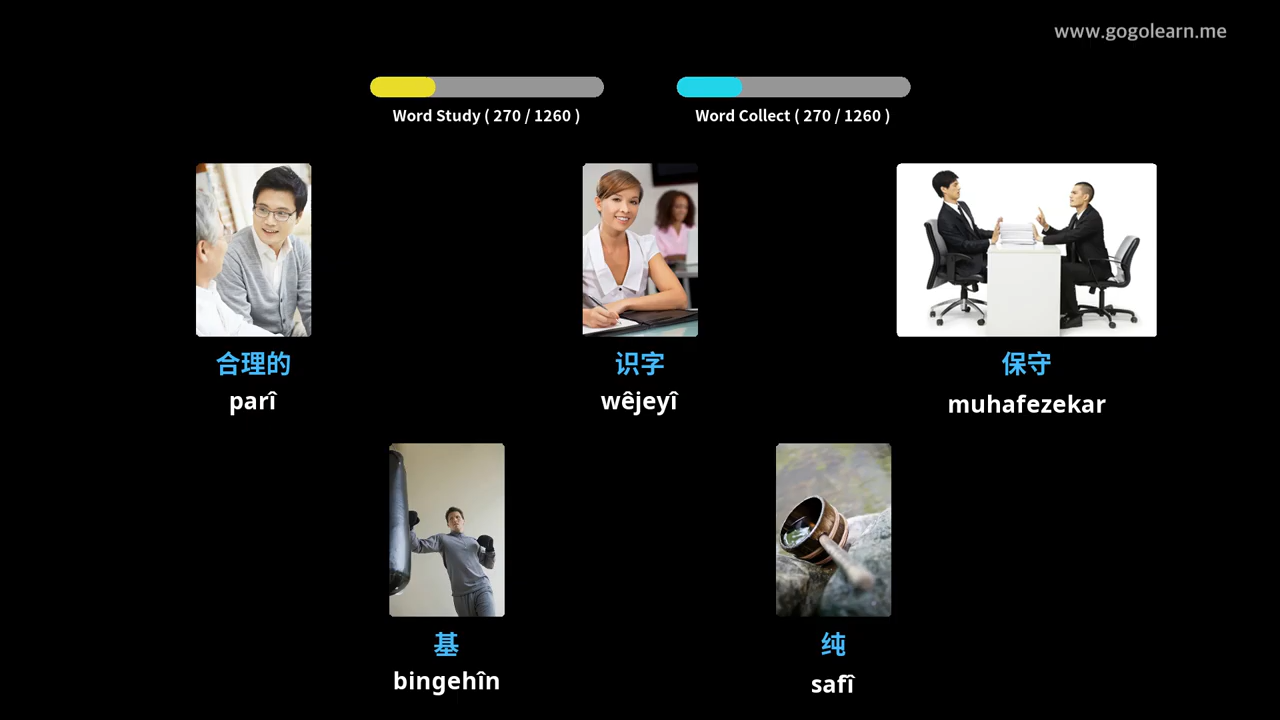 www.gogolearn.me
Word Study ( 270 / 1260 )
Word Collect ( 270 / 1260 )
合理的
parî
识字
wêjeyî
保守
muhafezekar
基
bingehîn
纯
safî